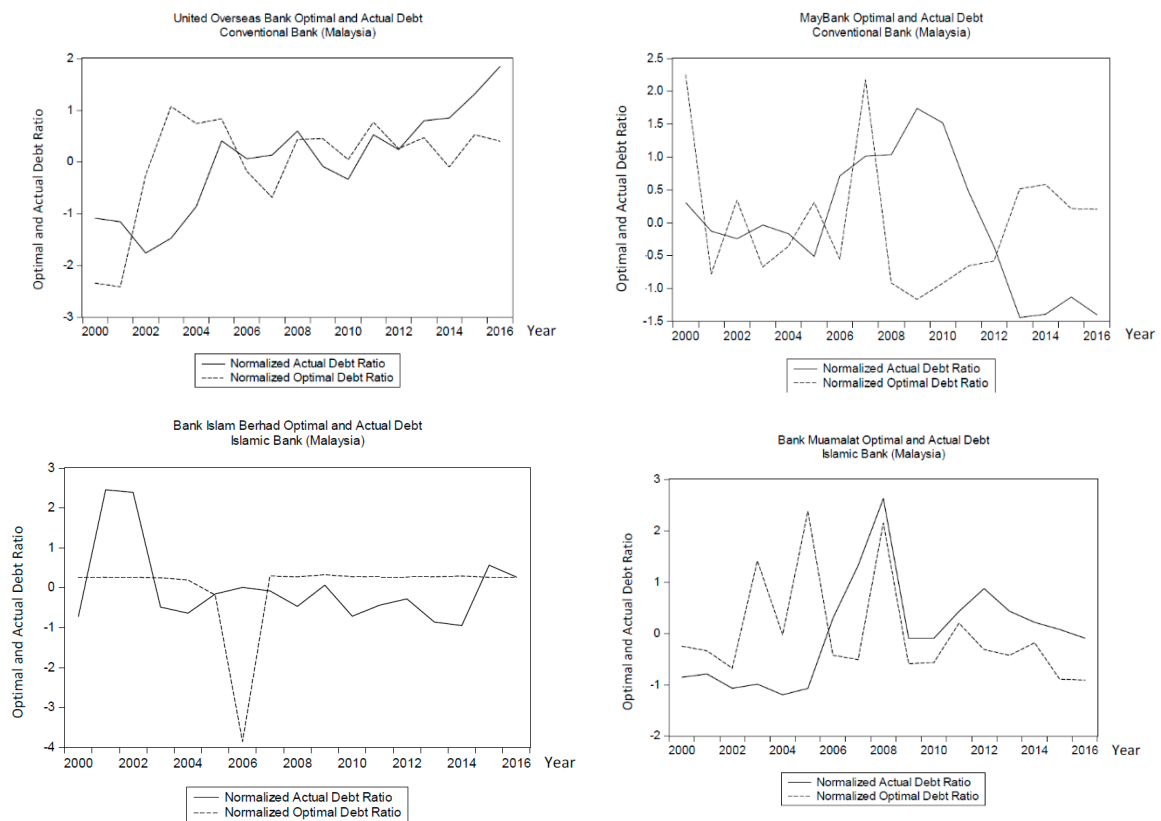 United Overseas Bank Optimal and Actual Debt
Conventional Bank (Malaysia)
Optimal and Actual Debt Ratio
2
1
0
-1
-2
-3
2000 2002 2004 2006 2008 2010 2012 2014 2016 Year
Normalized Actual Debt Ratio
Normalized Optimal Debt Ratio
MayBank Optimal and Actual Debt
Conventional Bank (Malaysia)
Optimal and Actual Debt Ratio
2.5
2.0
1.5
1.0
0.5
0.0
-0.5
-1.0
-1.5
2000 2002 2004 2006 2008 2010 2012 2014 2016 Year
Normalized Actual Debt Ratio
Normalized Optimal Debt Ratio
Bank Islam Berhad Optimal and Actual Debt
Islamic Bank (Malaysia)
Optimal and Actual Debt Ratio
3
2
1
0
-1
-2
-3
-4
2000 2002 2004 2006 2008 2010 2012 2014 2016 Year
Normalized Actual Debt Ratio
Normalized Optimal Debt Ratio
Bank Muamalat Optimal and Actual Debt
Islamic Bank (Malaysia)
Optimal and Actual Debt Ratio
3
2
1
0
-1
-2
2000 2002 2004 2006 2008 2010 2012 2014 2016 Year
Normalized Actual Debt Ratio
Normalized Optimal Debt Ratio